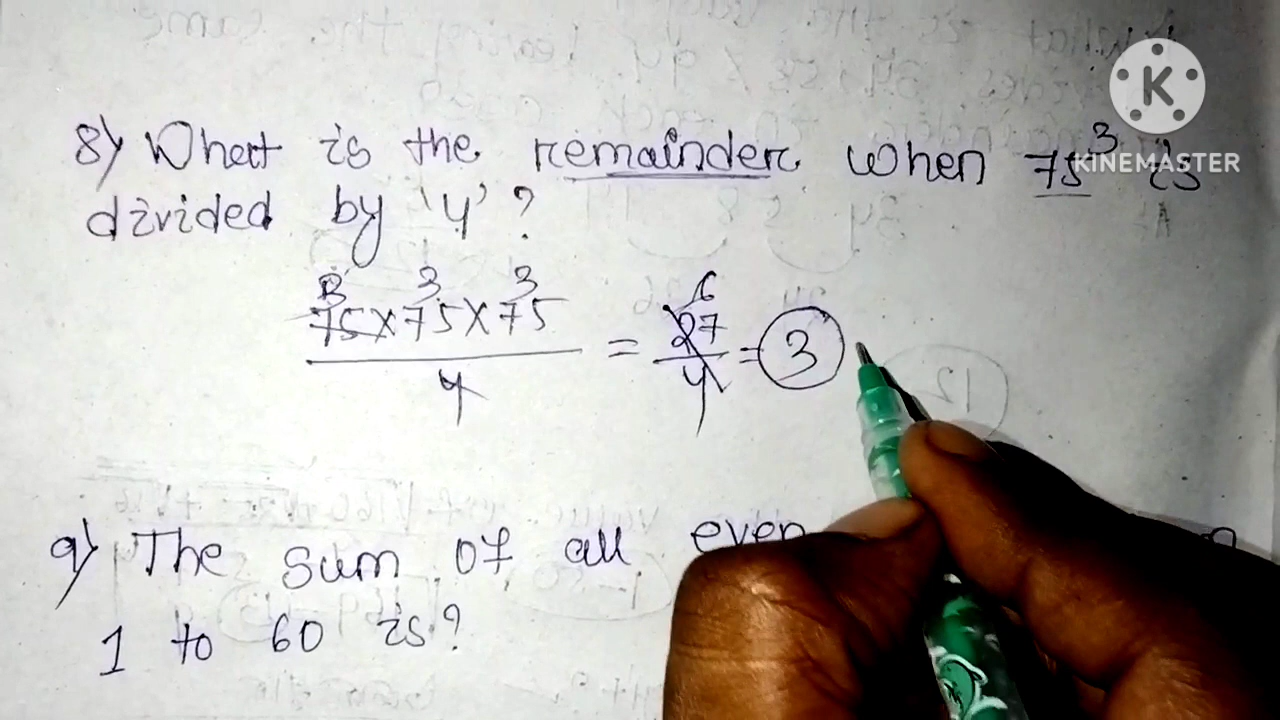 K
KINEMASTER
8) What is the remainder when 75³ is
divided by '4' ?
3 3 3
75 x 75 x 75 / 4 = 27 / 4 = 3
6
9) The sum of all even
1 to 60 is?
12